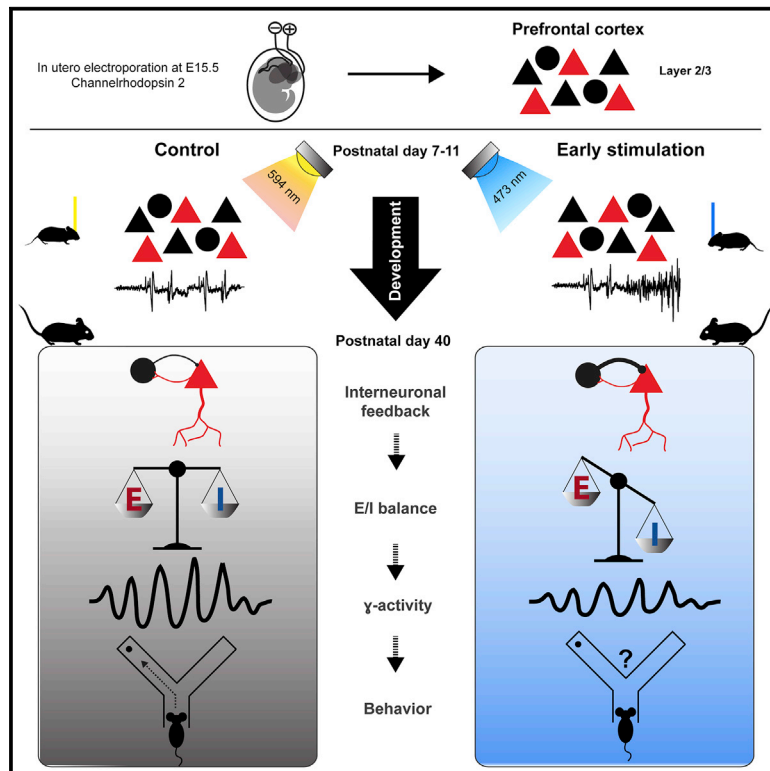 In utero electroporation at E15.5
Channelrhodopsin 2
− +
Prefrontal cortex
Layer 2/3
Control
Postnatal day 7-11
Early stimulation
594 nm
473 nm
Development
Postnatal day 40
Interneuronal
feedback
E I
E/I balance
E I
ɣ-activity
?
Behavior